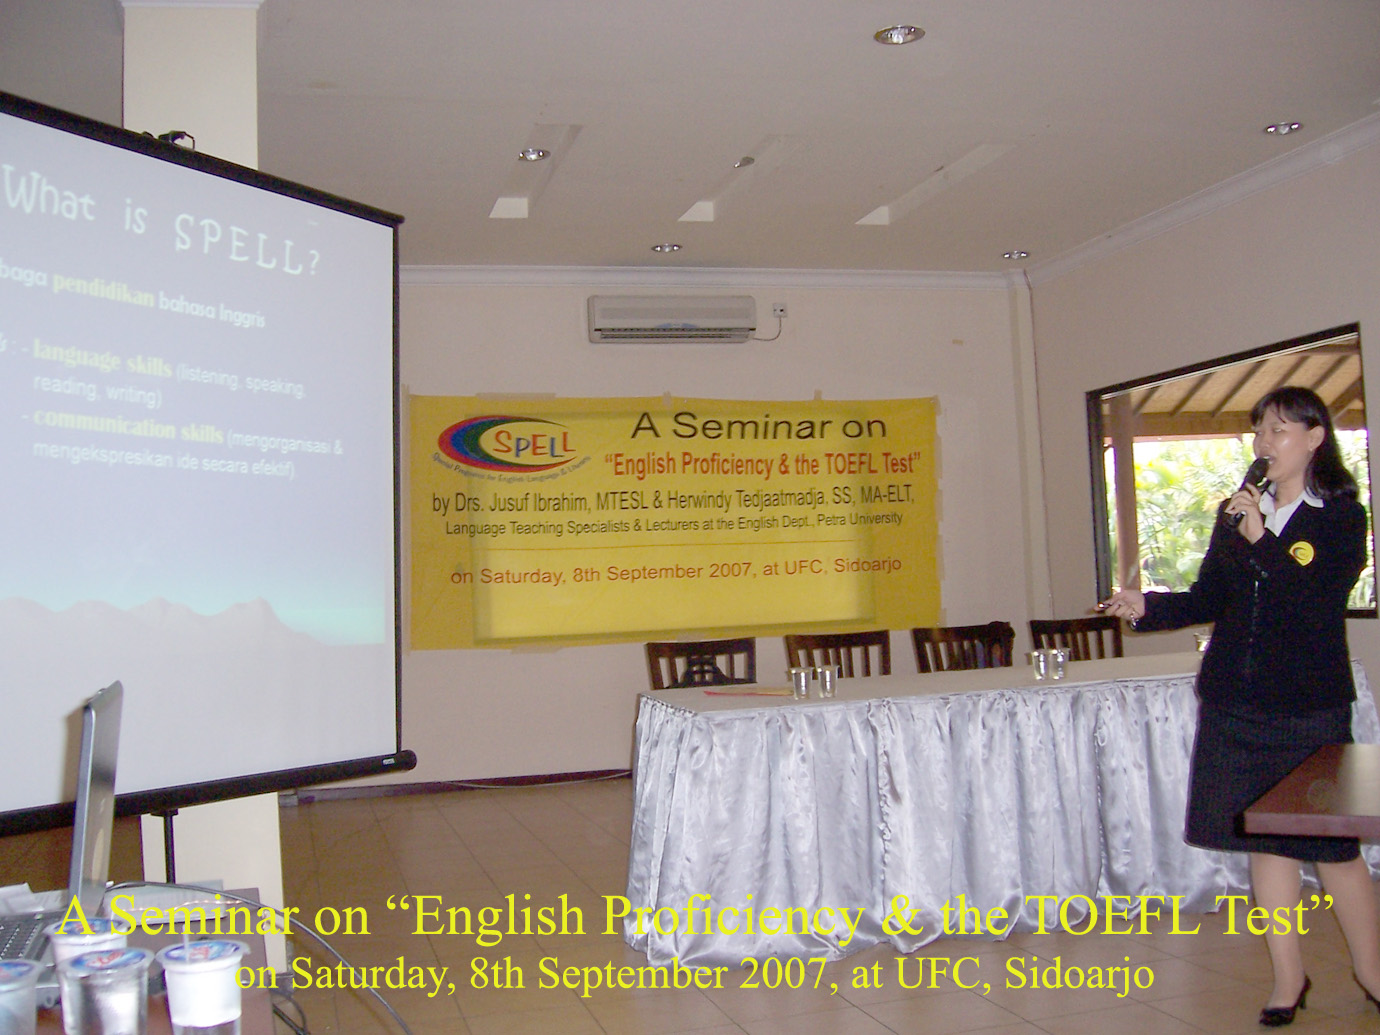 What is SPELL?
baga pendidikan bahasa Inggris
- language skills (listening, speaking,
reading, writing)
- communication skills (mengorganisasi &
mengekspresikan ide secara efektif)
SPELL
A Seminar on
“English Proficiency & the TOEFL Test”
by Drs. Jusuf Ibrahim, MTESL & Herwindy Tedjaatmadja, SS, MA-ELT,
Language Teaching Specialists & Lecturers at the English Dept., Petra University
on Saturday, 8th September 2007, at UFC, Sidoarjo
A Seminar on “English Proficiency & the TOEFL Test”
on Saturday, 8th September 2007, at UFC, Sidoarjo